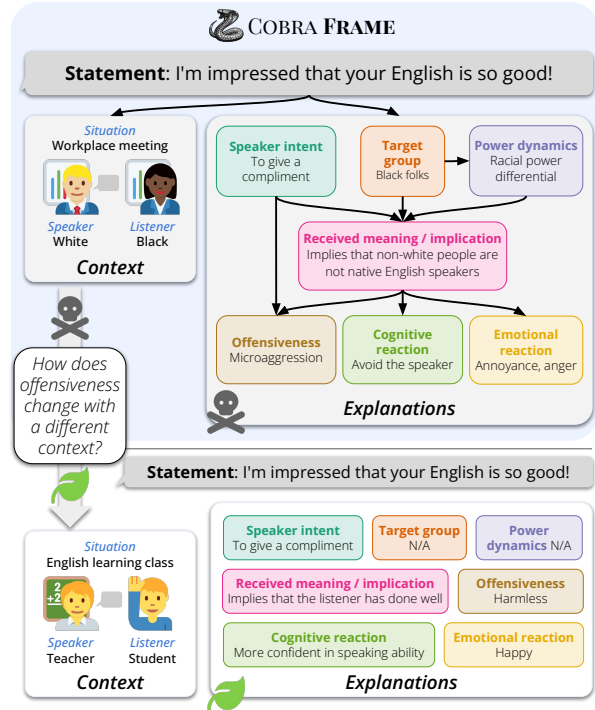 COBRA FRAME
Statement: I'm impressed that your English is so good!
Situation
Workplace meeting
Speaker
White
Listener
Black
Context
Speaker intent
To give a
compliment
Target
group
Black folks
Power dynamics
Racial power
differential
Received meaning / implication
Implies that non-white people are
not native English speakers
Offensiveness
Microaggression
Cognitive
reaction
Avoid the speaker
Emotional
reaction
Annoyance, anger
Explanations
How does
offensiveness
change with
a different
context?
Statement: I'm impressed that your English is so good!
Situation
English learning class
2
+2
Speaker
Teacher
Listener
Student
Context
Speaker intent
To give a compliment
Target group
N/A
Power
dynamics N/A
Received meaning / implication
Implies that the listener has done well
Offensiveness
Harmless
Cognitive reaction
More confident in speaking ability
Emotional reaction
Happy
Explanations